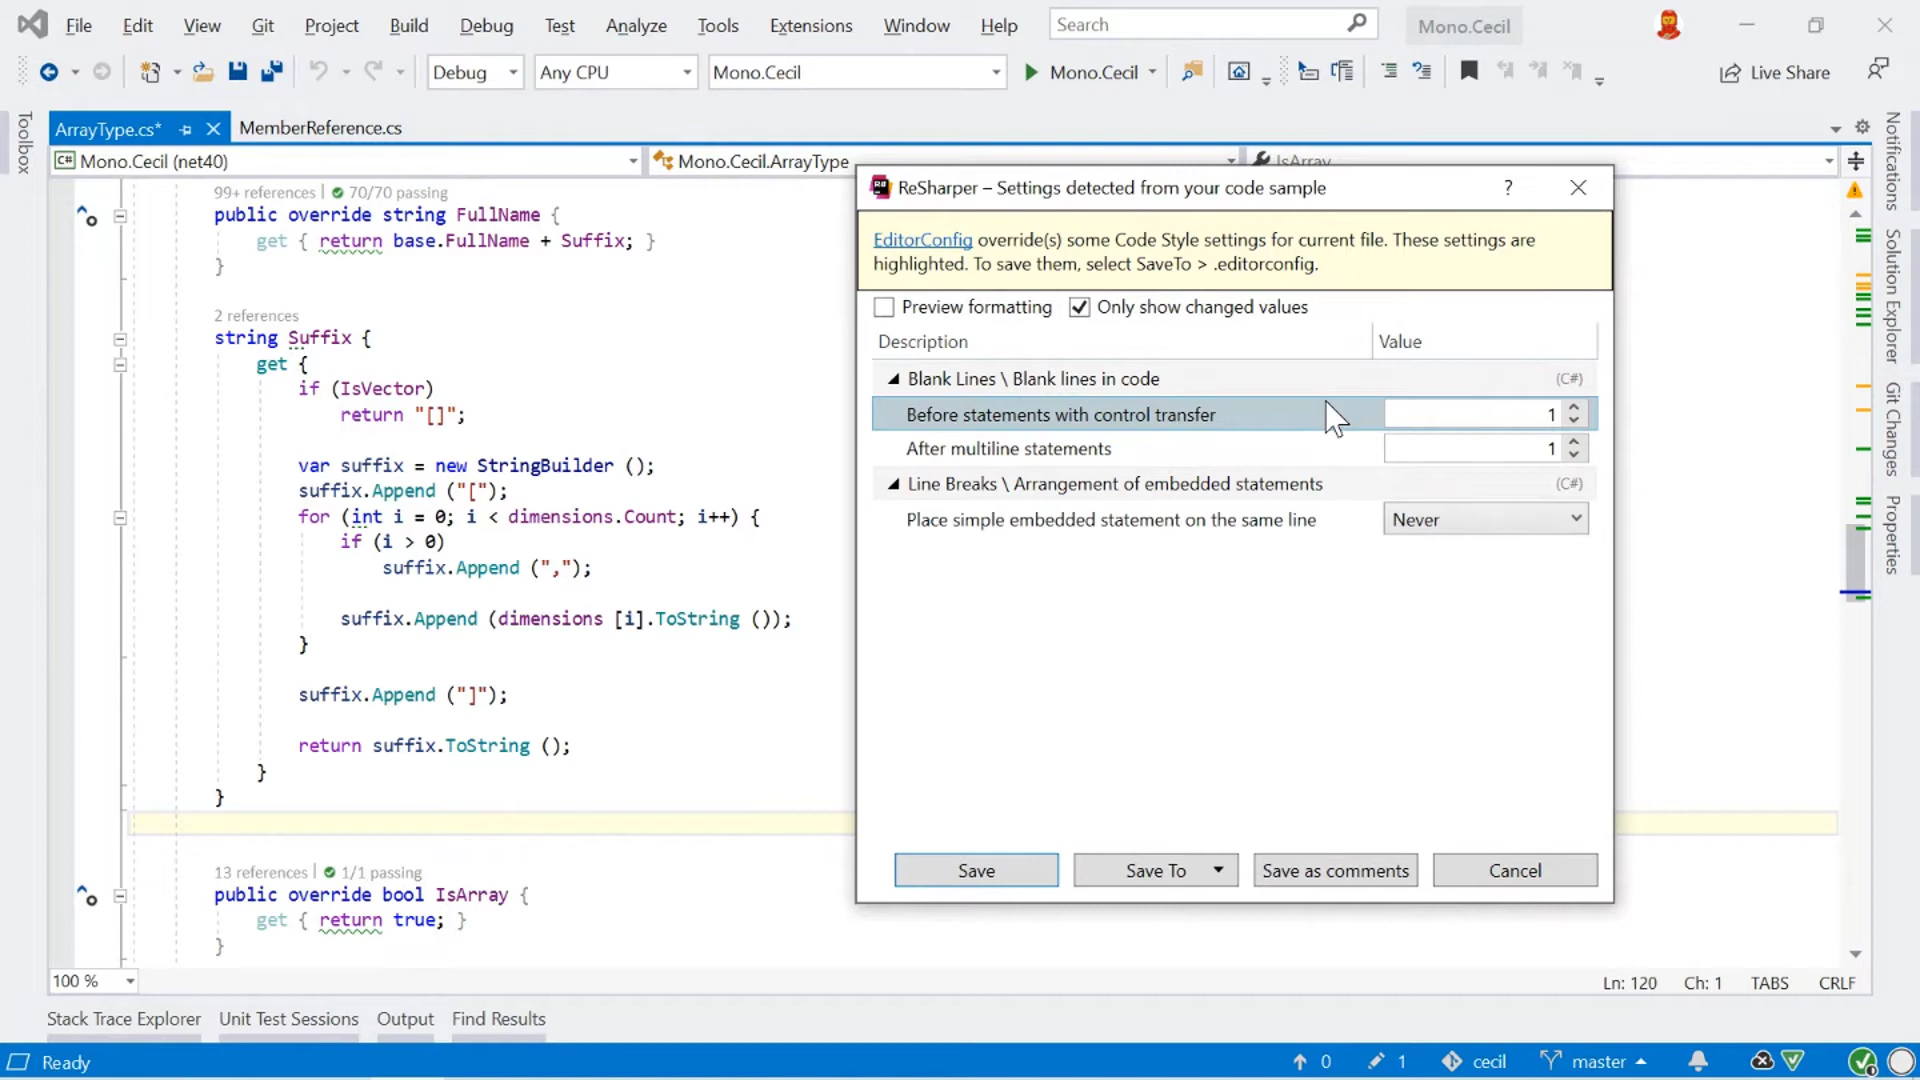 File Edit View Git Project Build Debug Test Analyze Tools Extensions Window Help Search Mono.Cecil
Debug Any CPU Mono.Cecil Mono.Cecil Live Share
Toolbox
ArrayType.cs* MemberReference.cs
C# Mono.Cecil (net40) Mono.Cecil.ArrayType IsArray
99+ references | 70/70 passing
public override string FullName {
get { return base.FullName + Suffix; }
}
2 references
string Suffix {
get {
if (IsVector)
return "[]";
var suffix = new StringBuilder ();
suffix.Append ("[");
for (int i = 0; i < dimensions.Count; i++) {
if (i > 0)
suffix.Append (",");
suffix.Append (dimensions [i].ToString ());
}
suffix.Append ("]");
return suffix.ToString ();
}
}
13 references | 1/1 passing
public override bool IsArray {
get { return true; }
}
R# ReSharper – Settings detected from your code sample ?
EditorConfig override(s) some Code Style settings for current file. These settings are
highlighted. To save them, select SaveTo > .editorconfig.
Preview formatting Only show changed values
Description Value
Blank Lines \ Blank lines in code (C#)
Before statements with control transfer 1
After multiline statements 1
Line Breaks \ Arrangement of embedded statements (C#)
Place simple embedded statement on the same line Never
Save Save To Save as comments Cancel
Notifications
Solution Explorer
Git Changes
Properties
100 % Ln: 120 Ch: 1 TABS CRLF
Stack Trace Explorer Unit Test Sessions Output Find Results
Ready 0 1 cecil master